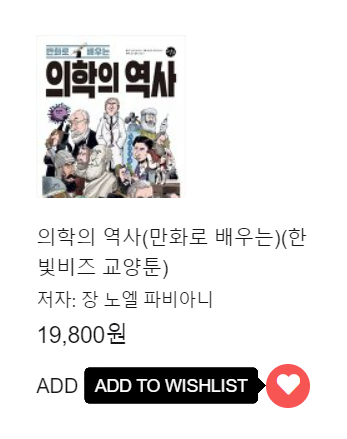 만화로 배우는
의학의 역사
의학의 역사(만화로 배우는)(한
빛비즈 교양툰)
저자: 장 노엘 파비아니
19,800원
ADD ADD TO WISHLIST